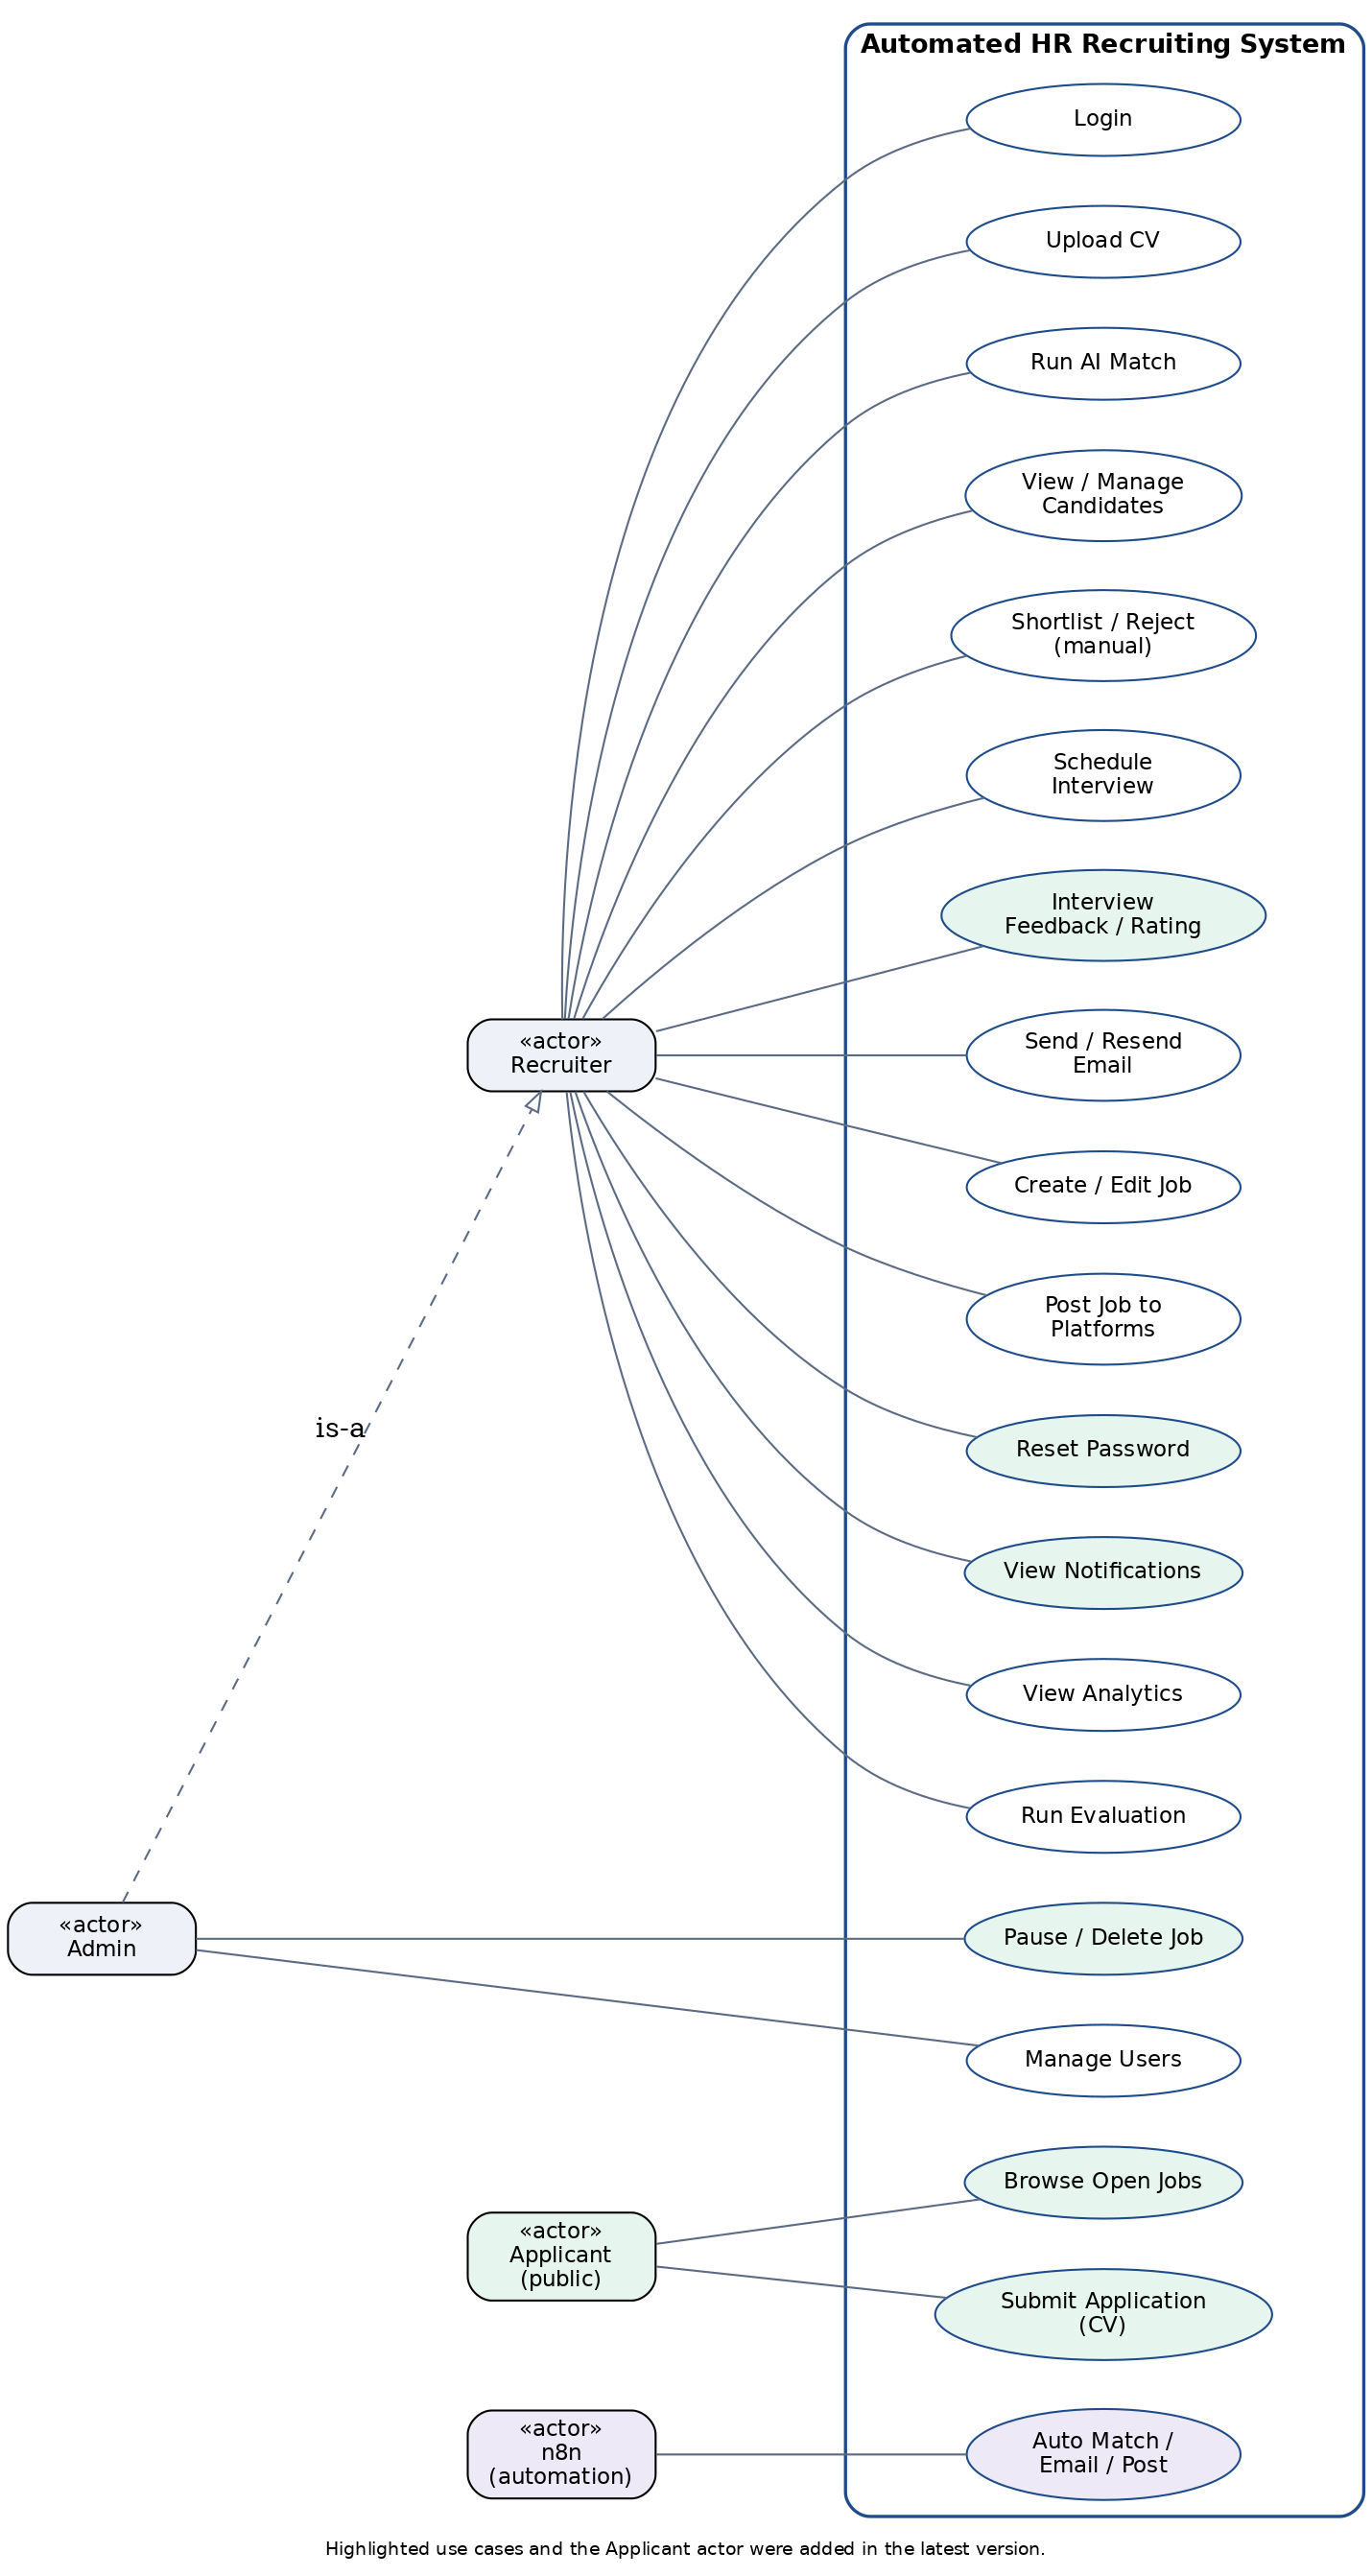 Automated HR Recruiting System
Login
Upload CV
Run AI Match
View / Manage
Candidates
Shortlist / Reject
(manual)
Schedule
Interview
Interview
Feedback / Rating
«actor»
Recruiter
Send / Resend
Email
Create / Edit Job
Post Job to
Platforms
is-a
Reset Password
View Notifications
View Analytics
Run Evaluation
«actor»
Admin
Pause / Delete Job
Manage Users
Browse Open Jobs
«actor»
Applicant
(public)
Submit Application
(CV)
«actor»
n8n
(automation)
Auto Match /
Email / Post
Highlighted use cases and the Applicant actor were added in the latest version.